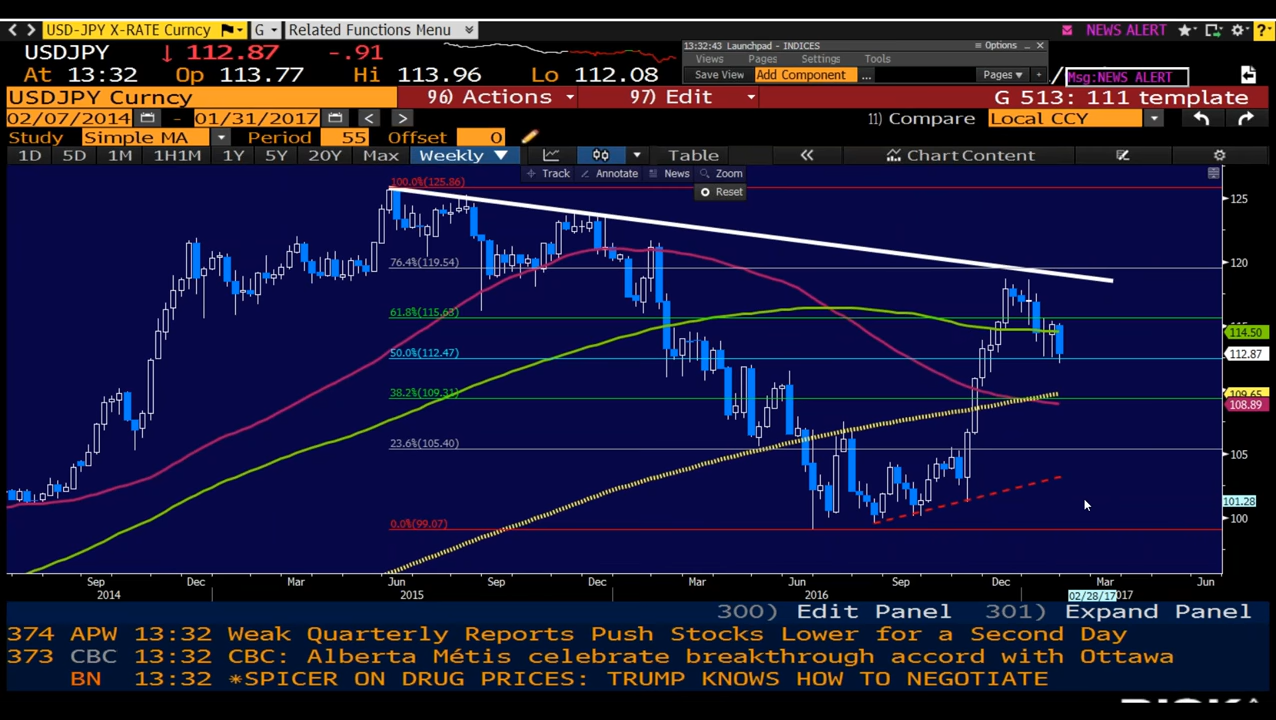 USD-JPY X-RATE Curncy G Related Functions Menu NEWS ALERT
USDJPY 112.87 -.91
At 13:32 Op 113.77 Hi 113.96 Lo 112.08
13:32:43 Launchpad - INDICES Options
Views Pages Settings Tools
Save View Add Component ... Pages +
Msg:NEWS ALERT
USDJPY Curncy 96) Actions 97) Edit G 513: 111 template
02/07/2014 - 01/31/2017 11) Compare Local CCY
Study Simple MA Period 55 Offset 0
1D 5D 1M 1H1M 1Y 5Y 20Y Max Weekly Table Chart Content
Track Annotate News Zoom
Reset
100.0%(125.86)
125
76.4%(119.54)
120
61.8%(115.63)
114.50
50.0%(112.47)
112.87
38.2%(109.31)
109.65
108.89
23.6%(105.40)
105
101.28
0.0%(99.07)
100
Sep Dec Mar Jun Sep Dec Mar Jun Sep Dec Mar Jun
2014 2015 2016 02/28/17
300) Edit Panel 301) Expand Panel
374 APW 13:32 Weak Quarterly Reports Push Stocks Lower for a Second Day
373 CBC 13:32 CBC: Alberta Métis celebrate breakthrough accord with Ottawa
BN 13:32 *SPICER ON DRUG PRICES: TRUMP KNOWS HOW TO NEGOTIATE